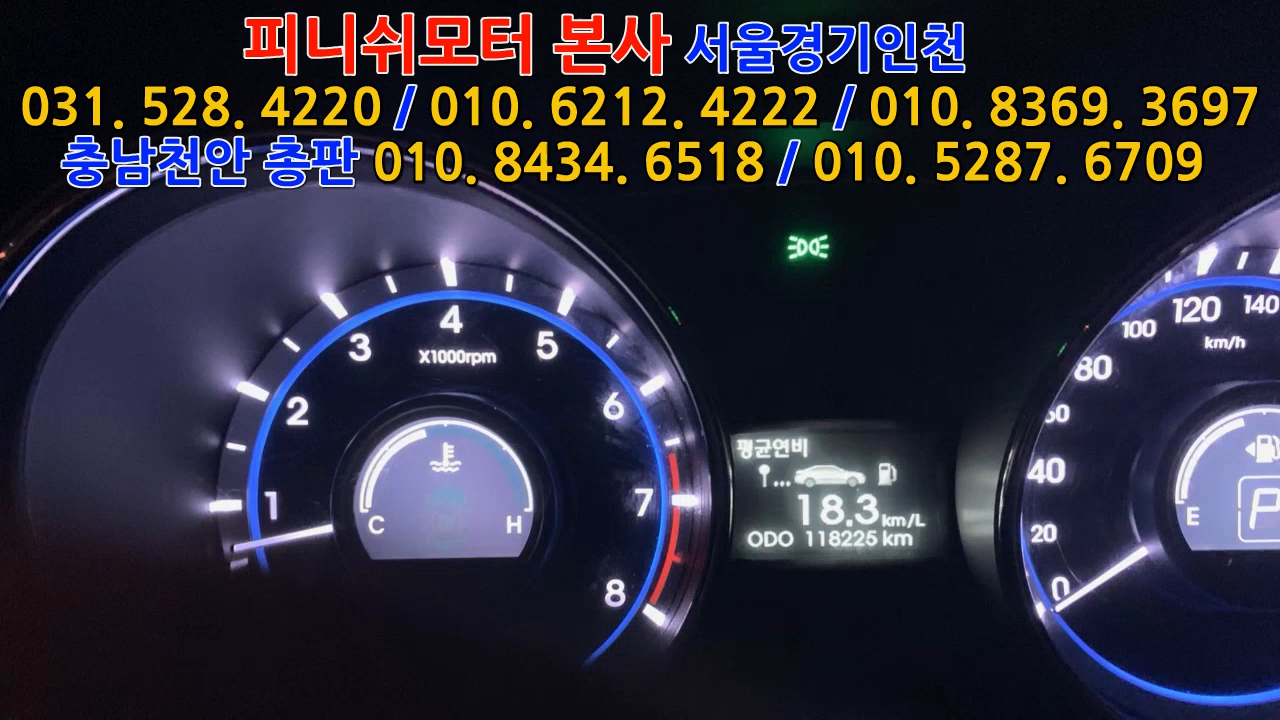 피니쉬모터 본사 서울경기인천
031. 528. 4220 / 010. 6212. 4222 / 010. 8369. 3697
충남천안 총판 010. 8434. 6518 / 010. 5287. 6709
1
2
3
4
5
6
7
8
X1000rpm
C H
평균연비
18.3 km/L
ODO 118225 km
0
20
40
60
80
100
120
140
km/h
E
P